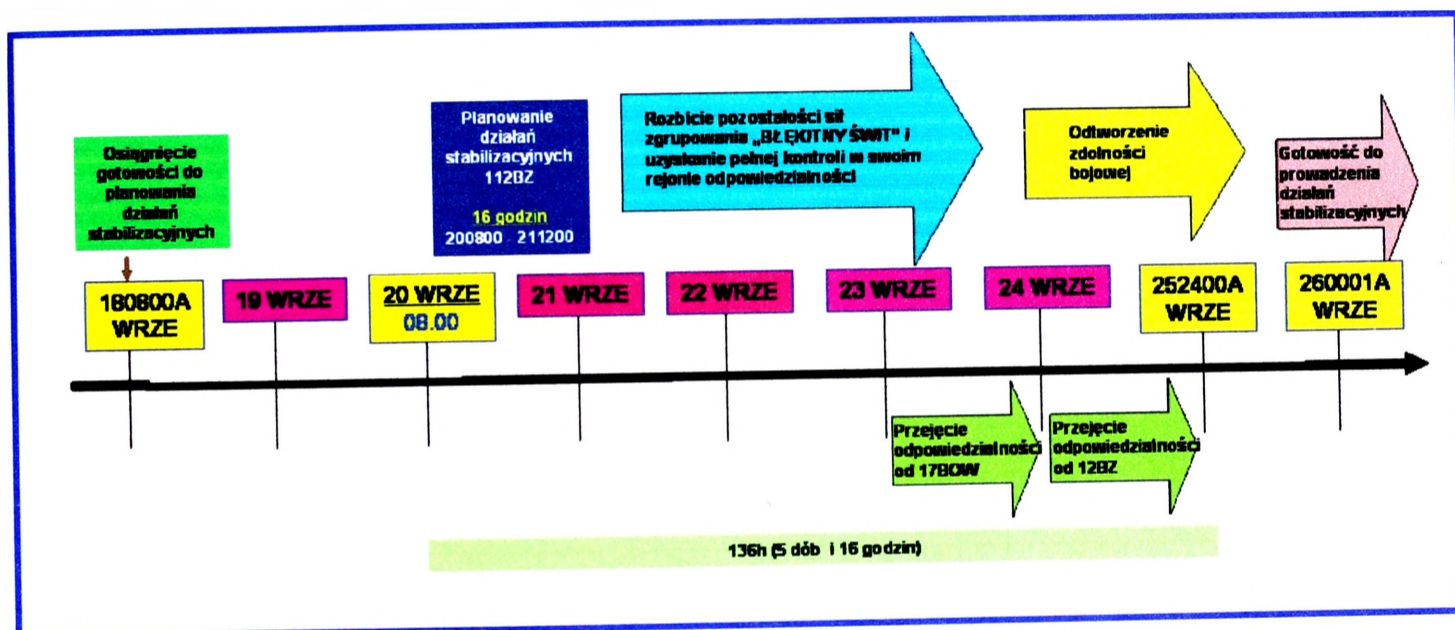 Osiągnięcie
gotowości do
planowania
działań
stabilizacyjnych
Planowanie
działań
stabilizacyjnych
112BZ
16 godzin
200800 - 211200
Rozbicie pozostałości sił
zgrupowania „BŁĘKITNY ŚWIT" i
uzyskanie pełnej kontroli w swoim
rejonie odpowiedzialności
Odtworzenie
zdolności
bojowej
Gotowość do
prowadzenia
działań
stabilizacyjnych
180800A
WRZE
19 WRZE
20 WRZE
08.00
21 WRZE
22 WRZE
23 WRZE
24 WRZE
252400A
WRZE
260001A
WRZE
Przejęcie
odpowiedzialności
od 17BOW
Przejęcie
odpowiedzialności
od 12BZ
136h (5 dób i 16 godzin)